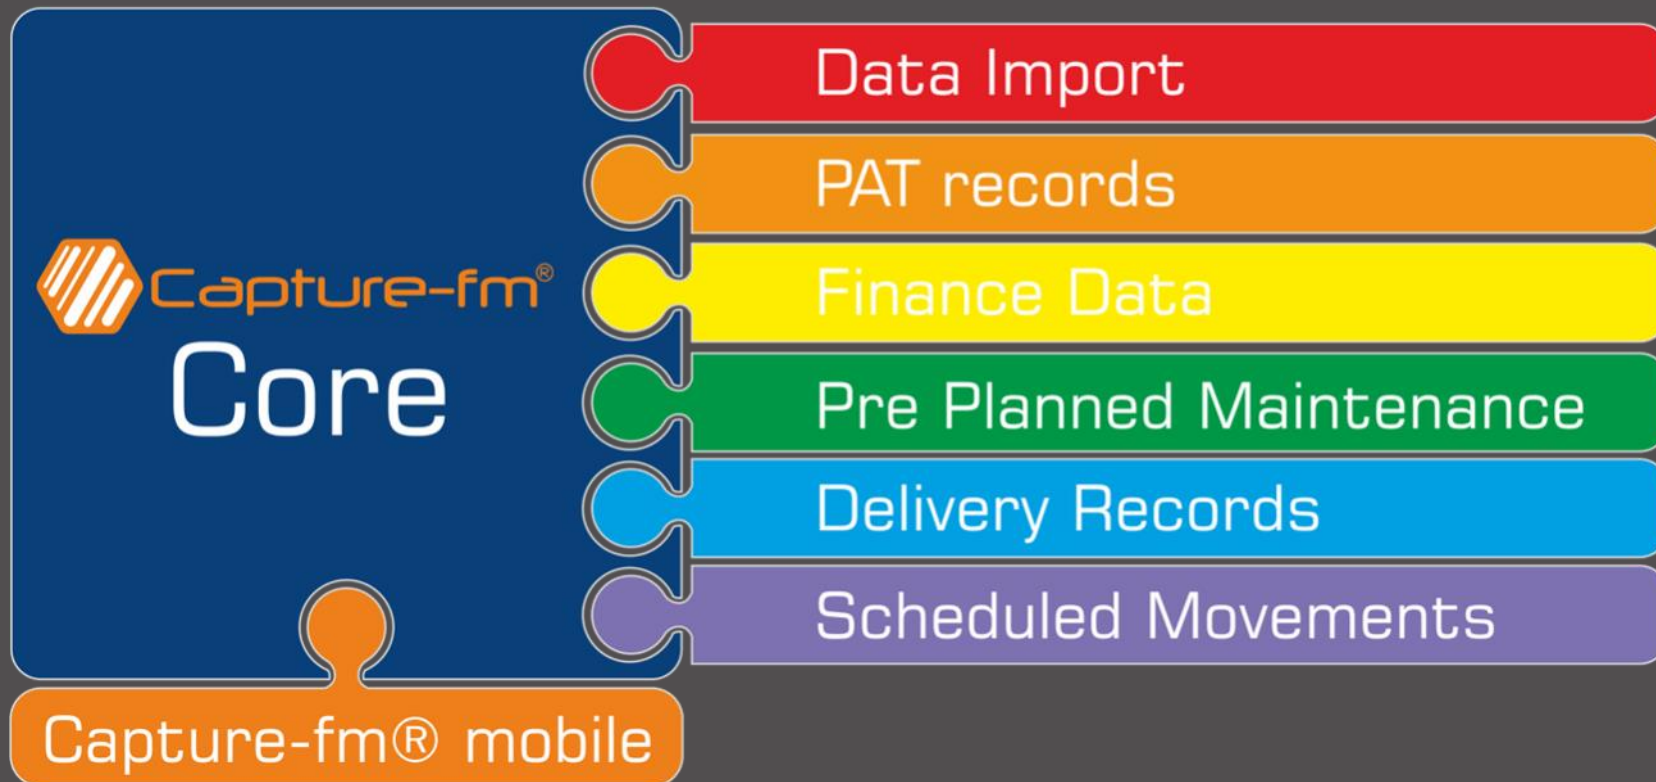 Capture-fm®
Core
Data Import
PAT records
Finance Data
Pre Planned Maintenance
Delivery Records
Scheduled Movements
Capture-fm® mobile